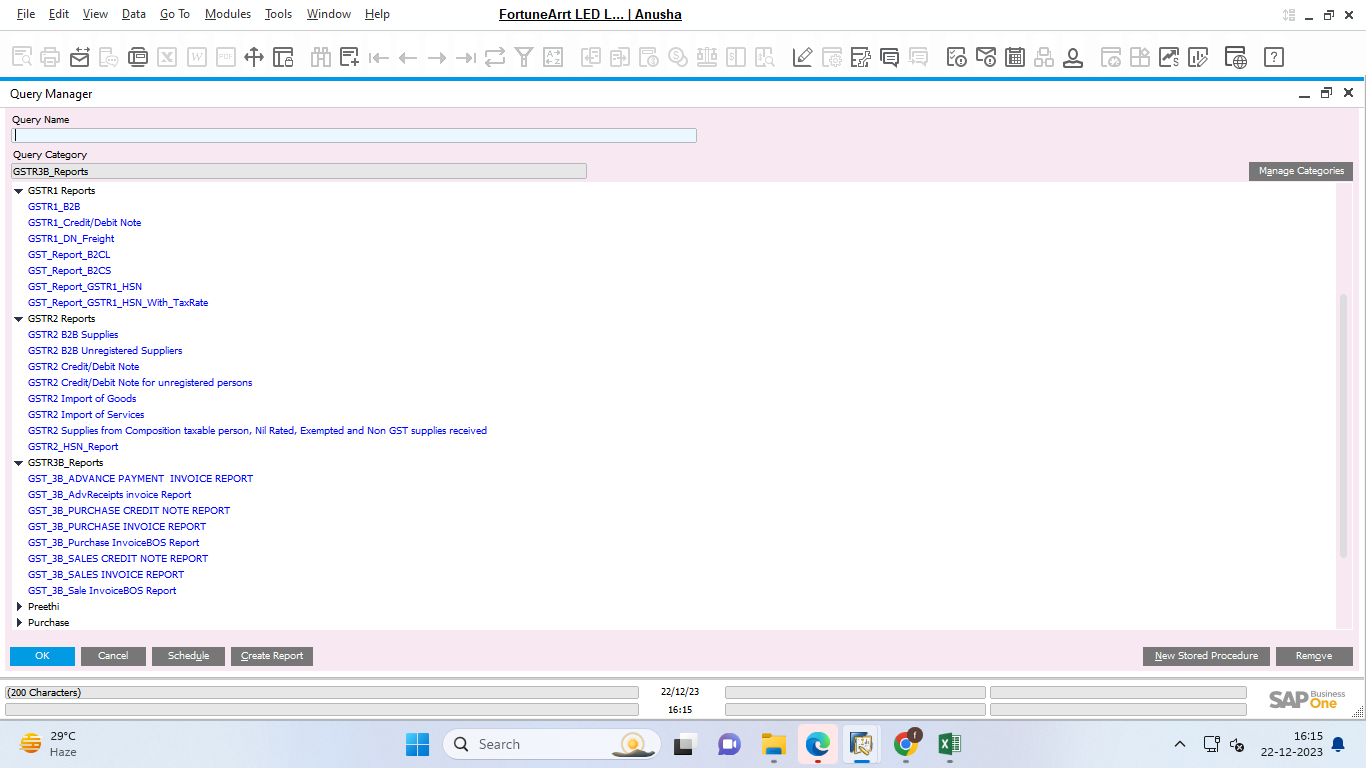 File Edit View Data Go To Modules Tools Window Help FortuneArrt LED L... | Anusha
Query Manager
Query Name
Query Category
GSTR3B_Reports
Manage Categories
GSTR1 Reports
GSTR1_B2B
GSTR1_Credit/Debit Note
GSTR1_DN_Freight
GST_Report_B2CL
GST_Report_B2CS
GST_Report_GSTR1_HSN
GST_Report_GSTR1_HSN_With_TaxRate
GSTR2 Reports
GSTR2 B2B Supplies
GSTR2 B2B Unregistered Suppliers
GSTR2 Credit/Debit Note
GSTR2 Credit/Debit Note for unregistered persons
GSTR2 Import of Goods
GSTR2 Import of Services
GSTR2 Supplies from Composition taxable person, Nil Rated, Exempted and Non GST supplies received
GSTR2_HSN_Report
GSTR3B_Reports
GST_3B_ADVANCE PAYMENT  INVOICE REPORT
GST_3B_AdvReceipts invoice Report
GST_3B_PURCHASE CREDIT NOTE REPORT
GST_3B_PURCHASE INVOICE REPORT
GST_3B_Purchase InvoiceBOS Report
GST_3B_SALES CREDIT NOTE REPORT
GST_3B_SALES INVOICE REPORT
GST_3B_Sale InvoiceBOS Report
Preethi
Purchase
OK Cancel Schedule Create Report New Stored Procedure Remove
(200 Characters) 22/12/23
16:15
SAP Business One
29°C
Haze
Search
16:15
22-12-2023